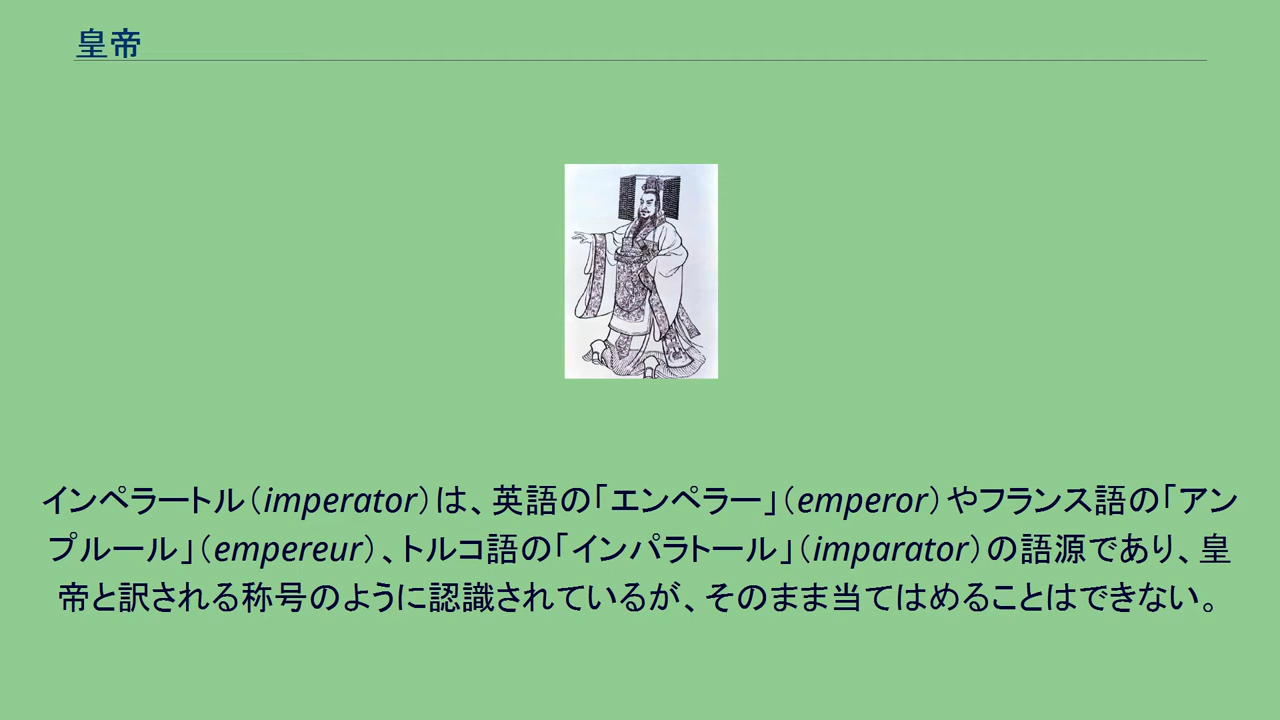 皇帝
インペラートル（imperator）は、英語の「エンペラー」（emperor）やフランス語の「アン
プルール」（empereur）、トルコ語の「インパラトール」（imparator）の語源であり、皇
帝と訳される称号のように認識されているが、そのまま当てはめることはできない。